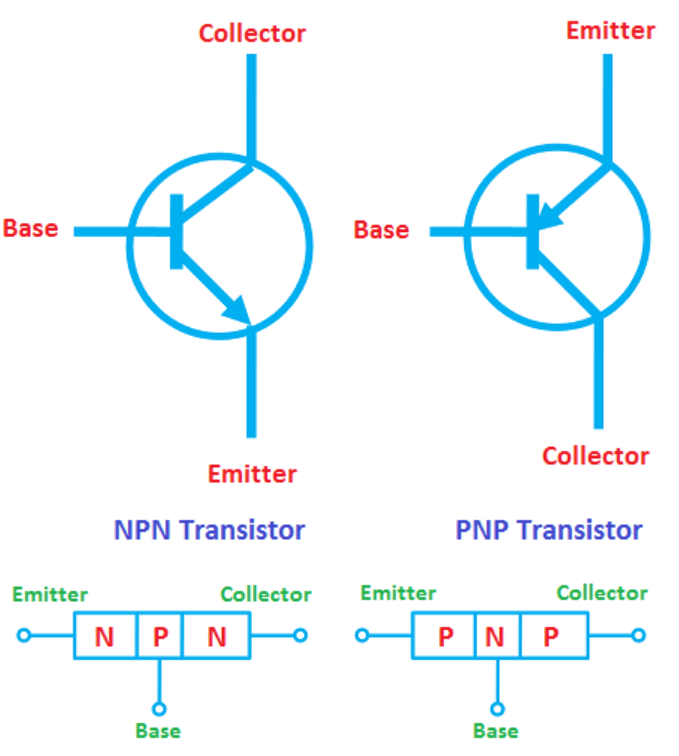 Collector
Emitter
Base
Base
Emitter
Collector
NPN Transistor
PNP Transistor
Emitter
Collector
Emitter
Collector
N P N
P N P
Base
Base